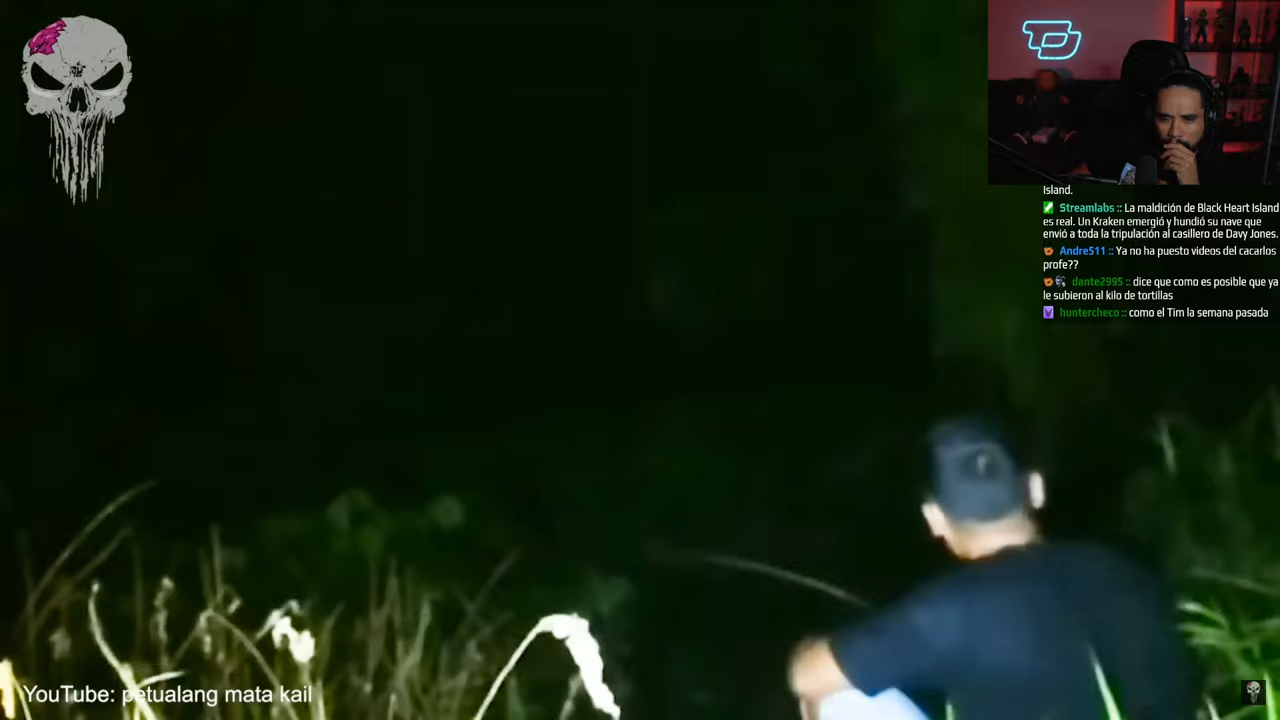 Island.
Streamlabs :: La maldición de Black Heart Island
es real. Un Kraken emergió y hundió su nave que
envió a toda la tripulación al casillero de Davy Jones.
Andre511 :: Ya no ha puesto videos del cacarlos
profe??
dante2995 :: dice que como es posible que ya
le subieron al kilo de tortillas
huntercheco :: como el Tim la semana pasada
YouTube: petualang mata kail